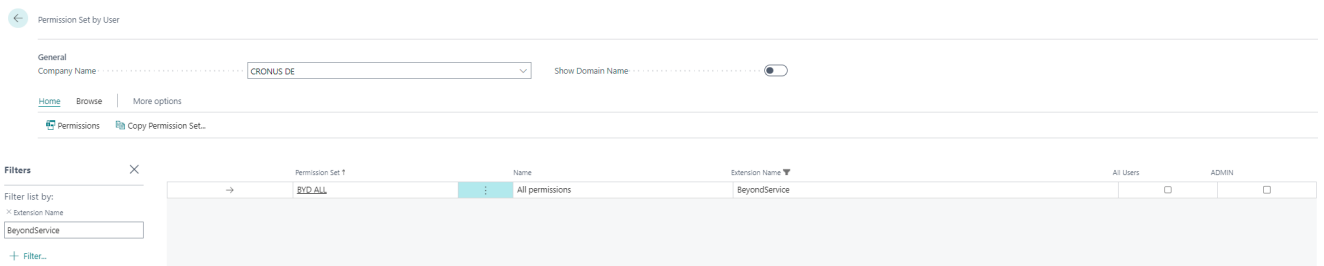 Permission Set by User
General
Company Name CRONUS DE Show Domain Name
Home Browse More options
Permissions Copy Permission Set...
Filters
Filter list by:
× Extension Name
BeyondService
+ Filter...
Permission Set ↑ Name Extension Name All Users ADMIN
→ BYD ALL All permissions BeyondService